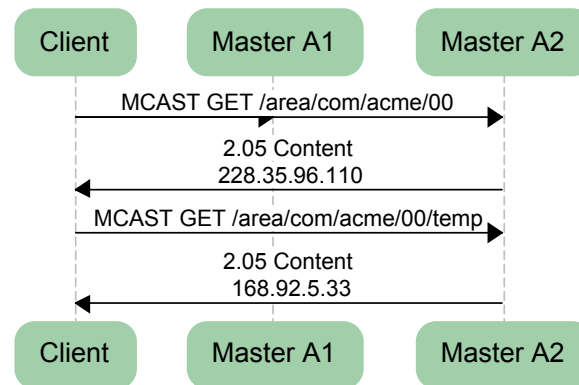 Client Master A1 Master A2
MCAST GET /area/com/acme/00
2.05 Content
228.35.96.110
MCAST GET /area/com/acme/00/temp
2.05 Content
168.92.5.33
Client Master A1 Master A2